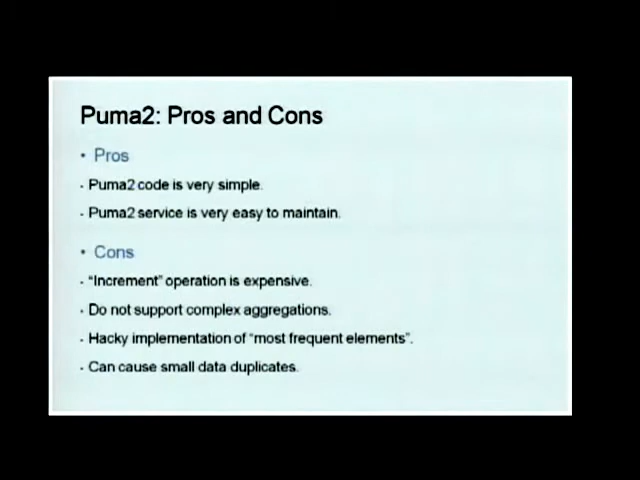 Puma2: Pros and Cons
• Pros
- Puma2 code is very simple.
- Puma2 service is very easy to maintain.
• Cons
- “Increment” operation is expensive.
- Do not support complex aggregations.
- Hacky implementation of “most frequent elements”.
- Can cause small data duplicates.